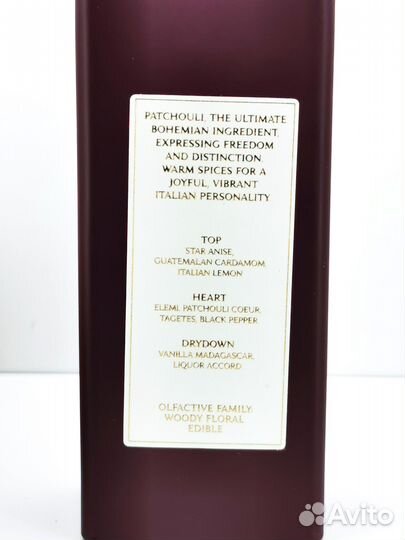 PATCHOULI, THE ULTIMATE
BOHEMIAN INGREDIENT,
EXPRESSING FREEDOM
AND DISTINCTION.
WARM SPICES FOR A
JOYFUL, VIBRANT
ITALIAN PERSONALITY
TOP
STAR ANISE,
GUATEMALAN CARDAMOM,
ITALIAN LEMON
HEART
ELEMI, PATCHOULI COEUR,
TAGETES, BLACK PEPPER
DRYDOWN
VANILLA MADAGASCAR,
LIQUOR ACCORD
OLFACTIVE FAMILY:
WOODY FLORAL
EDIBLE
Avito